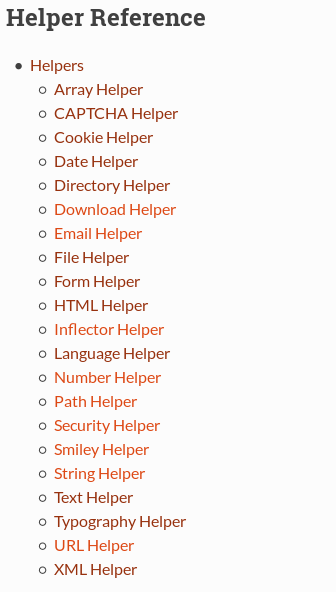 Helper Reference
Helpers
Array Helper
CAPTCHA Helper
Cookie Helper
Date Helper
Directory Helper
Download Helper
Email Helper
File Helper
Form Helper
HTML Helper
Inflector Helper
Language Helper
Number Helper
Path Helper
Security Helper
Smiley Helper
String Helper
Text Helper
Typography Helper
URL Helper
XML Helper